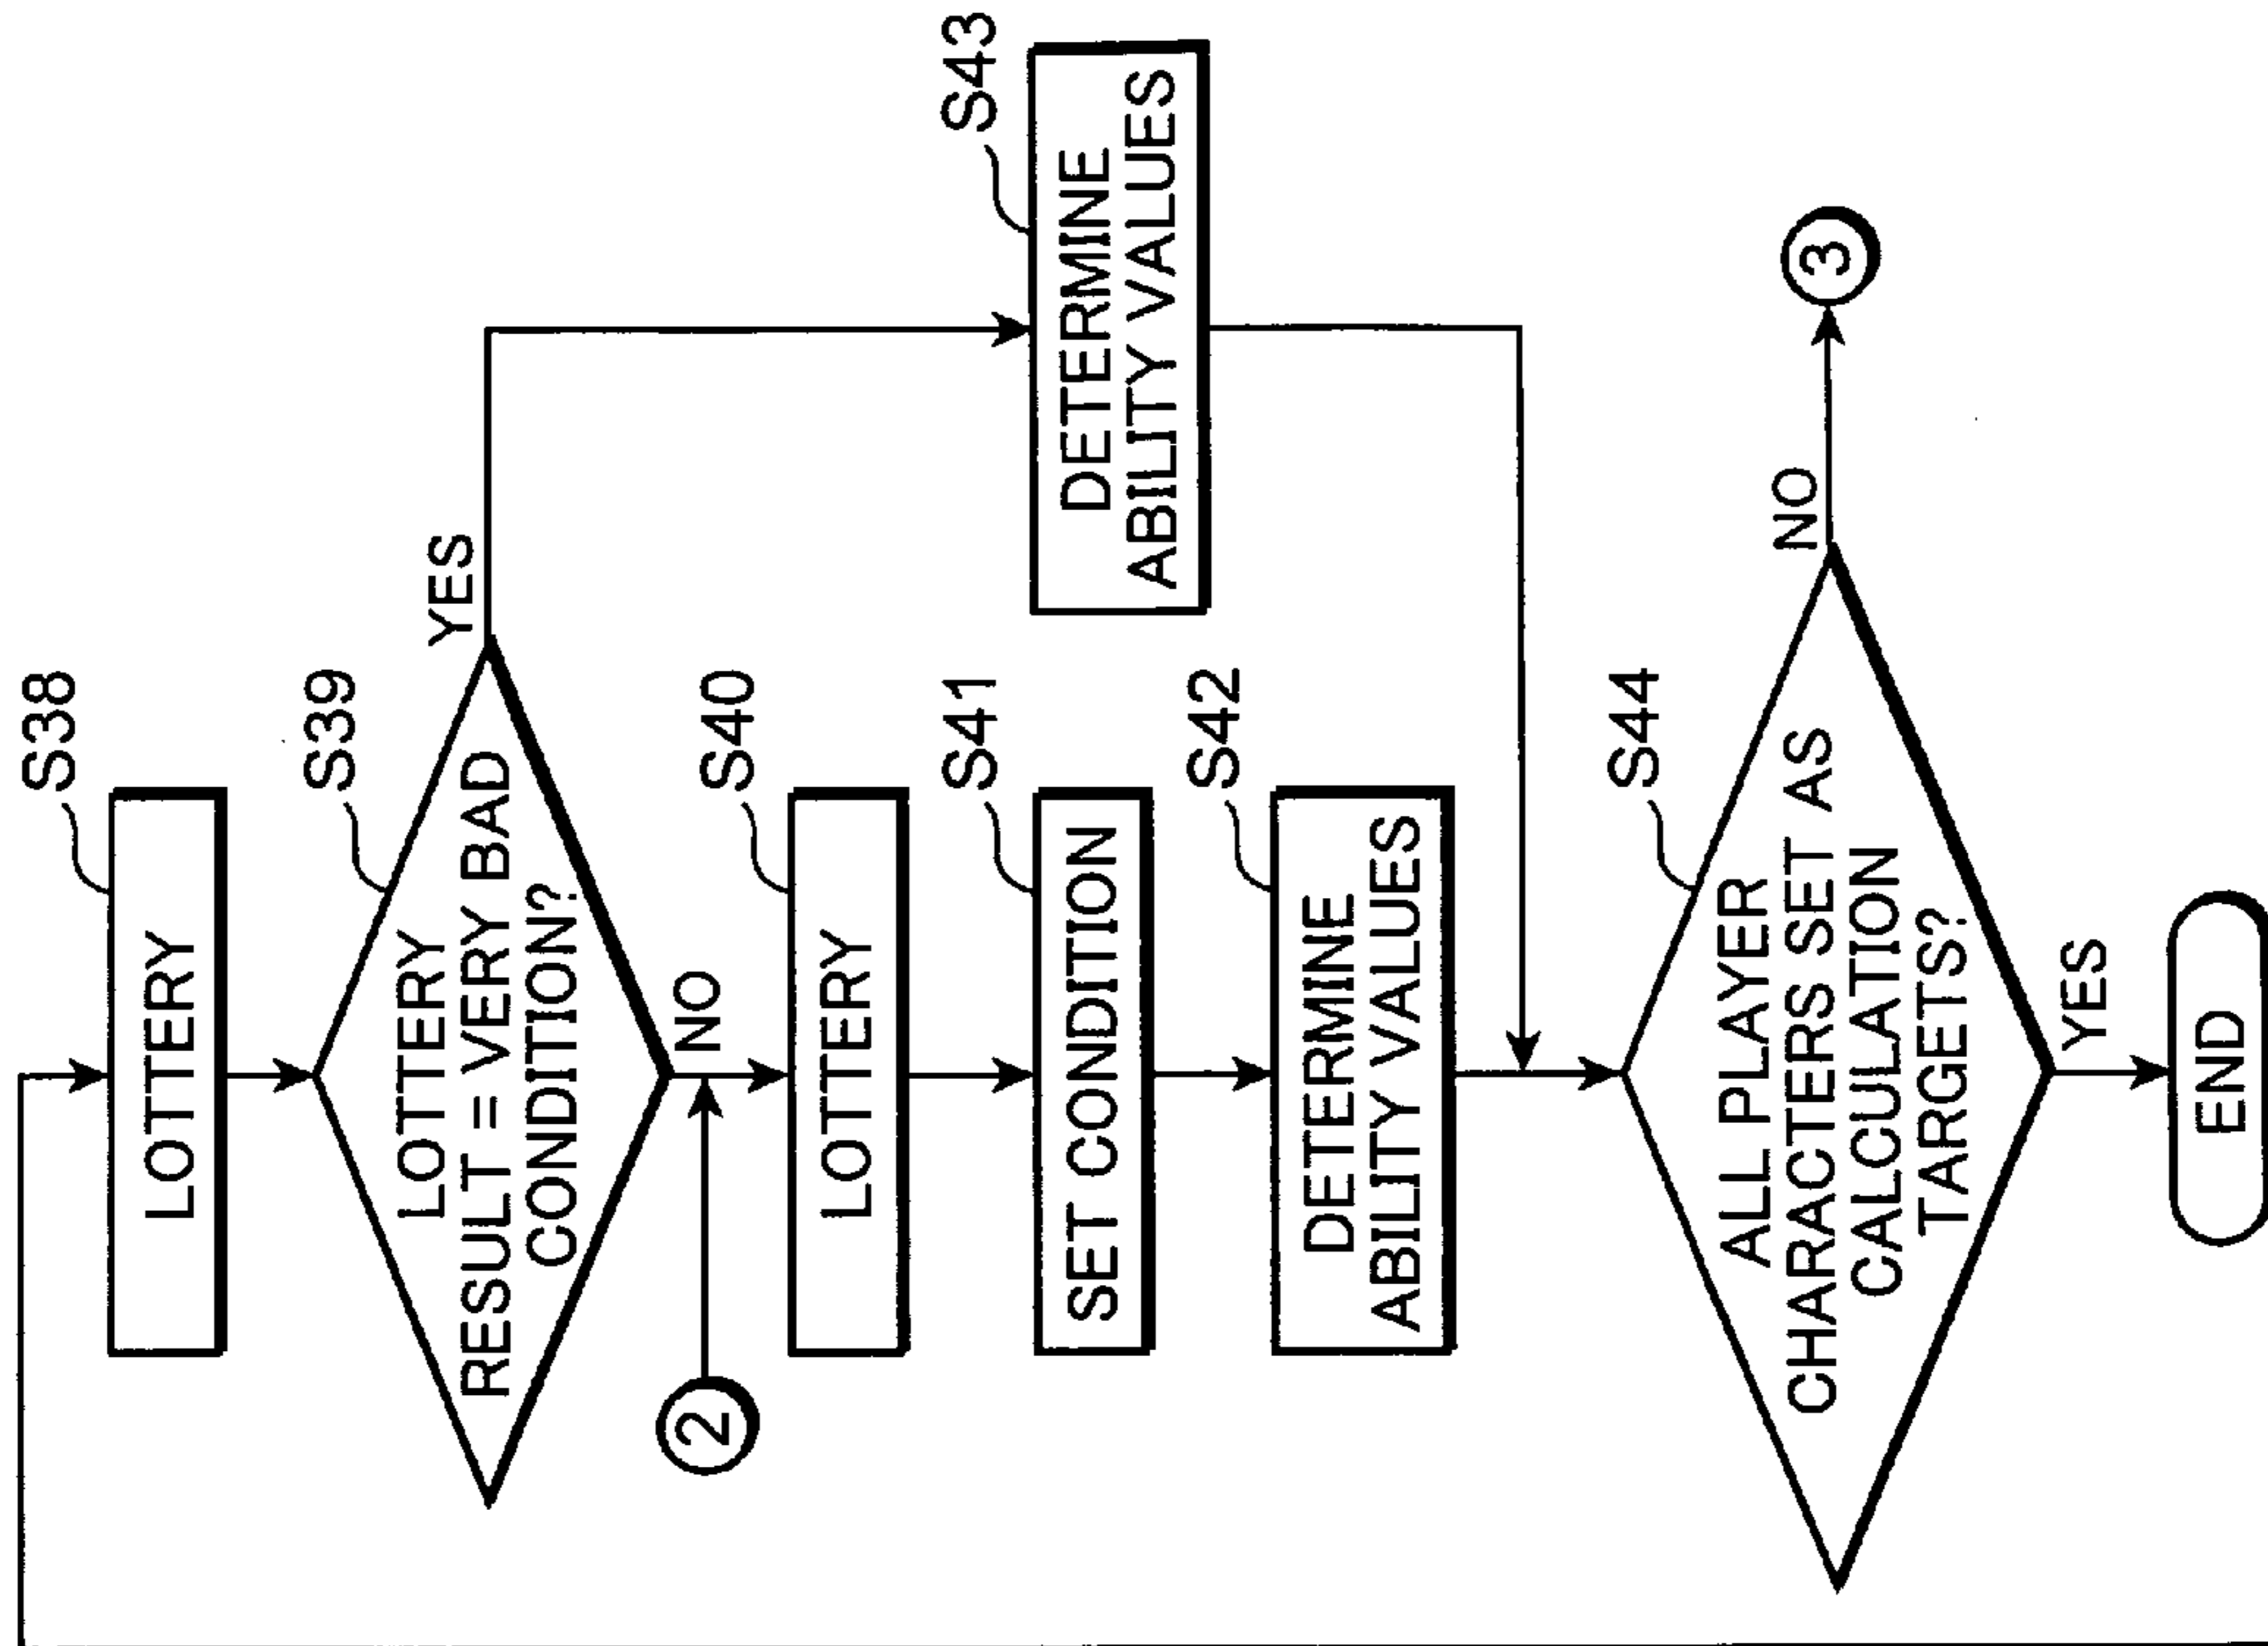 S38
LOTTERY
S39
LOTTERY
RESULT = VERY BAD
CONDITION?
YES
NO
2
S40
LOTTERY
S41
SET CONDITION
S42
DETERMINE
ABILITY VALUES
S43
DETERMINE
ABILITY VALUES
S44
ALL PLAYER
CHARACTERS SET AS
CALCULATION
TARGETS?
NO
3
YES
END